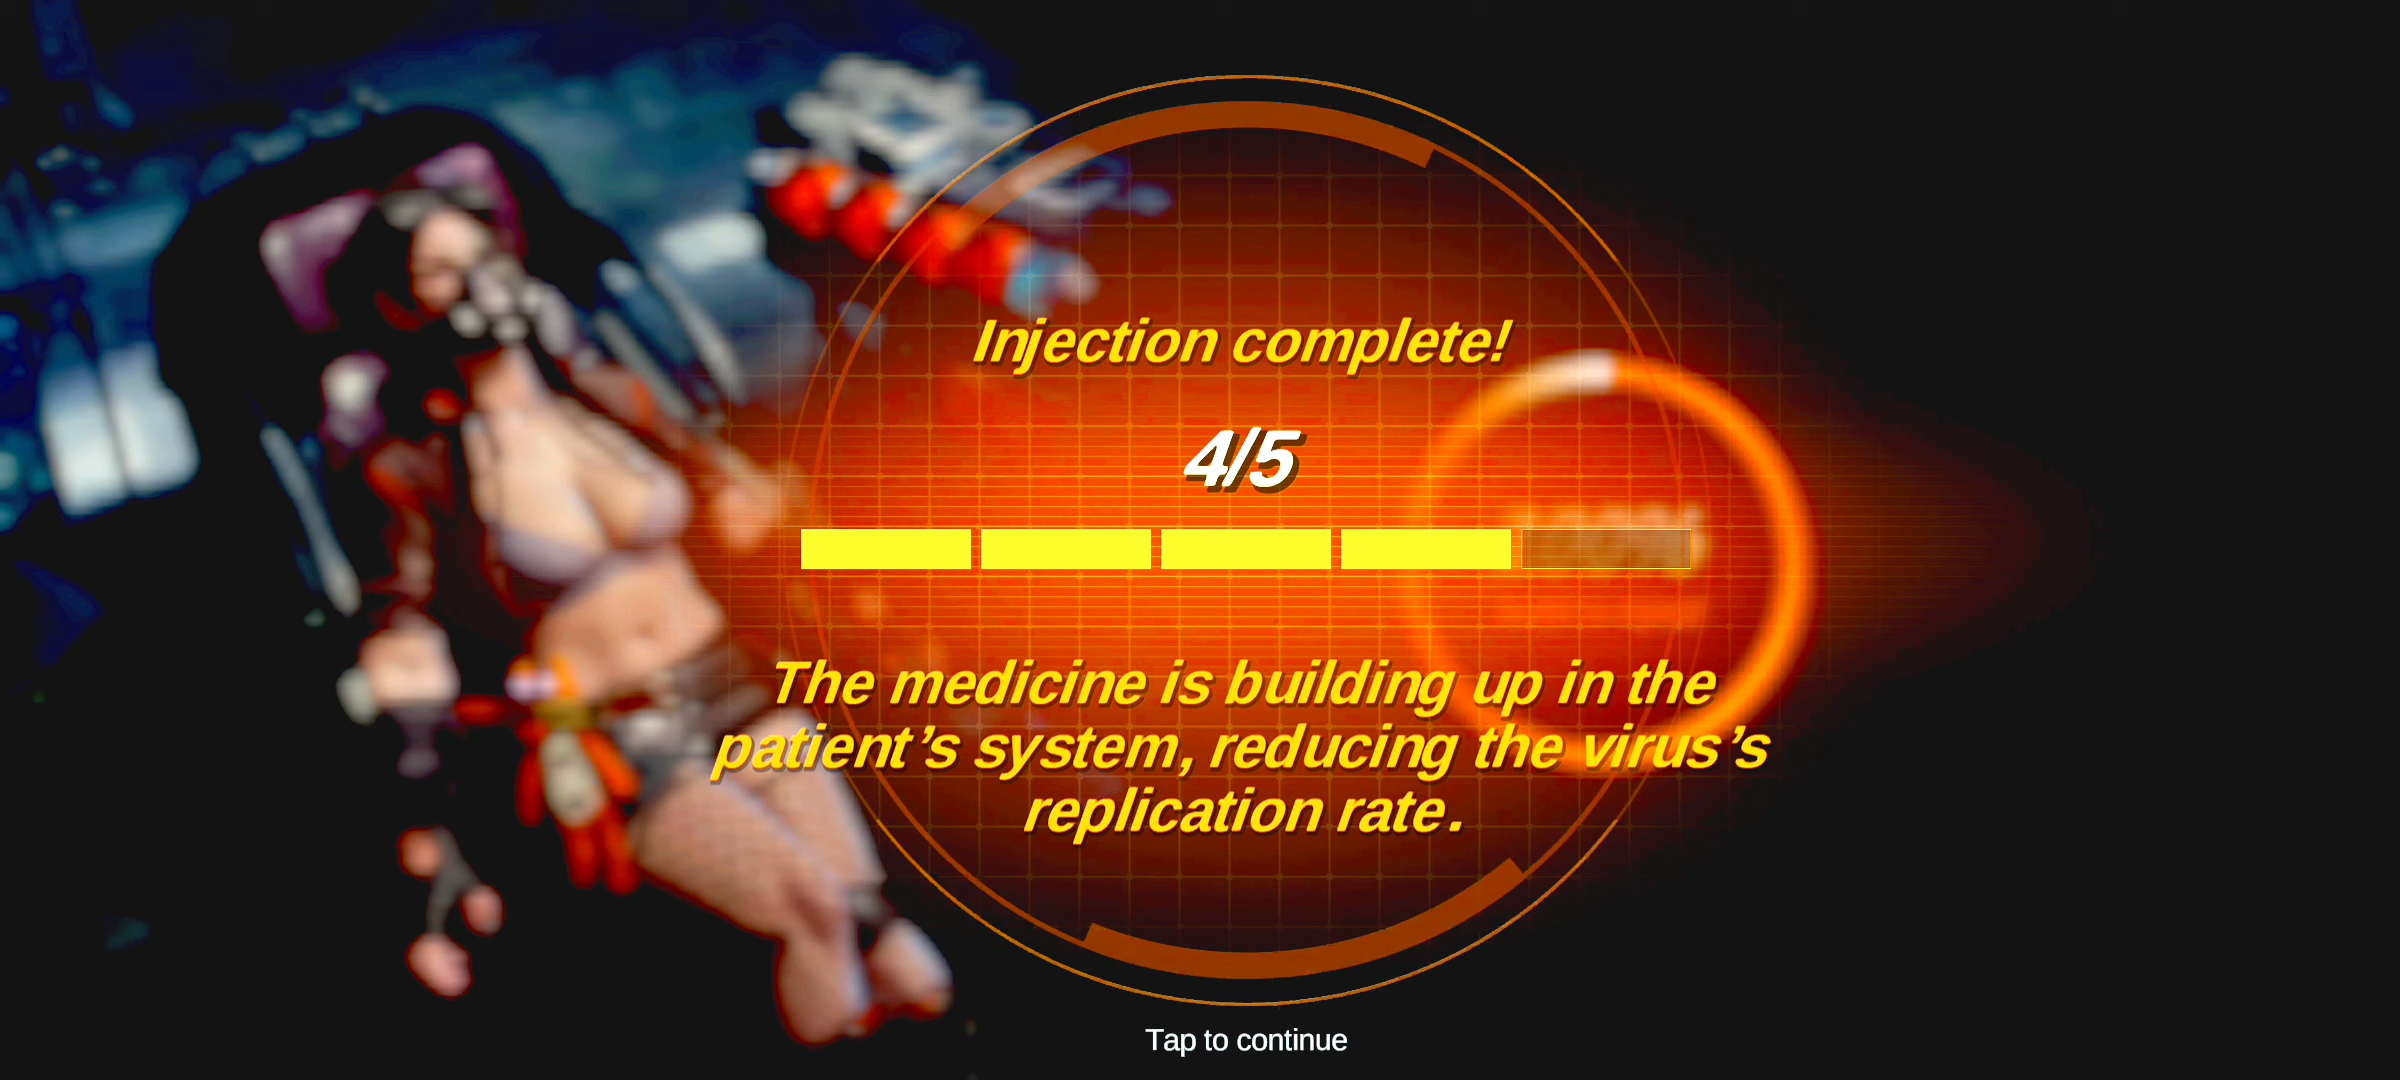 Injection complete!
4/5
The medicine is building up in the
patient’s system, reducing the virus’s
replication rate.
Tap to continue